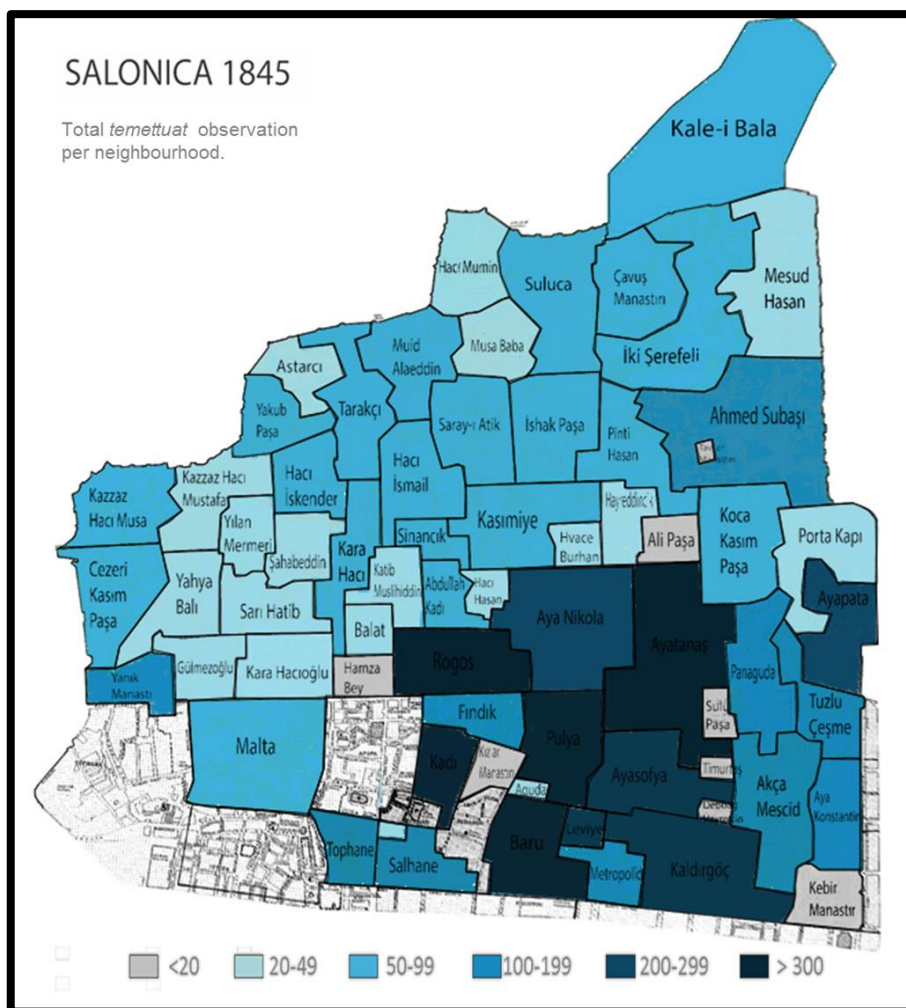 SALONICA 1845
Total temettuat observation
per neighbourhood.
Kale-i Bala
Hacı Mumin
Suluca
Çavuş
Manastırı
Mesud
Hasan
Musa Baba
Muid
Alaeddin
İki Şerefeli
Astarcı
Yakub
Paşa
Tarakçı
Saray-ı Atik
İshak Paşa
Pinti
Hasan
Ahmed Subaşı
Kazzaz
Hacı Musa
Kazzaz Hacı
Mustafa
Hacı
İskender
Hacı
İsmail
Yılan
Mermeri
Şahabeddin
Kara
Hacı
Sinancık
Kasımiye
Hvace
Burhan
Hayreddincik
Ali Paşa
Koca
Kasım
Paşa
Porta Kapı
Cezeri
Kasım
Paşa
Yahya
Balı
Sarı Hatib
Katib
Muslihiddin
Abdullah
Kadı
Hacı
Hasan
Balat
Aya Nikola
Ayatanaş
Ayapata
Yanık
Manastı
Gülmezoğlu
Kara Hacıoğlu
Hamza
Bey
Rogos
Panaguda
Malta
Fındık
Pulya
Sulu
Paşa
Tuzlu
Çeşme
Kadı
Kızlar
Manastırı
Aguda
Ayasofya
Timurtaş
Akça
Mescid
Aya
Konstantin
Tophane
Salhane
Baru
Leviye
Metropolid
Kaldırgöç
Kebir
Manastır
<20
20-49
50-99
100-199
200-299
> 300